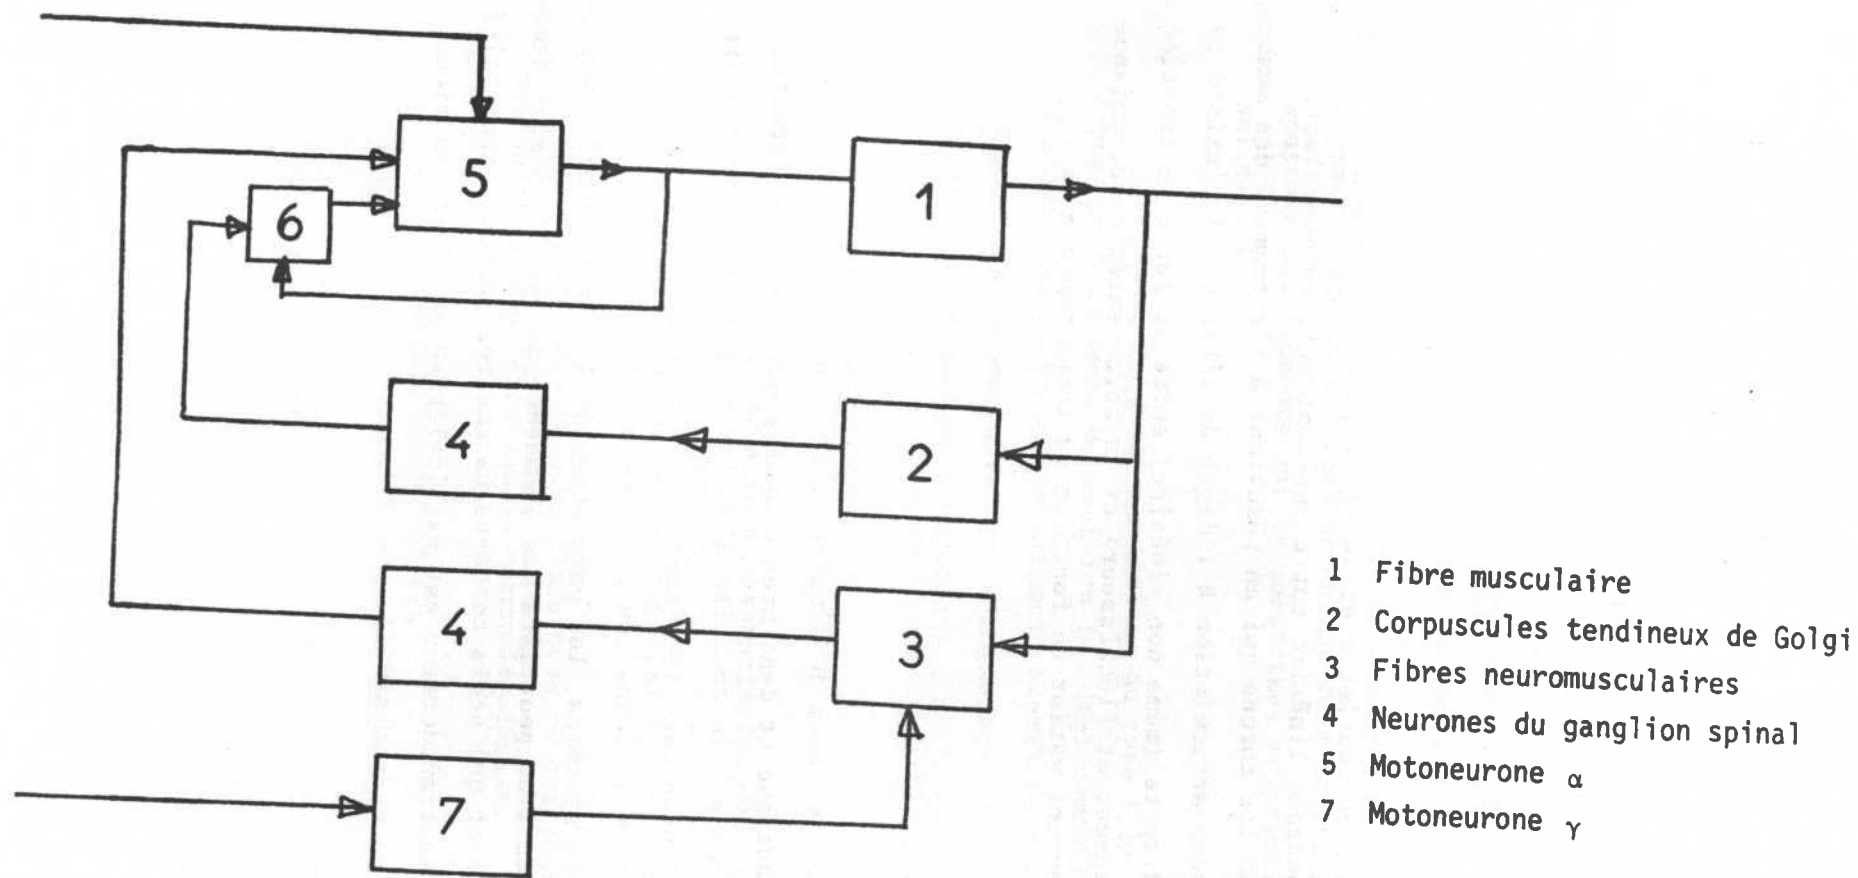 5
1
6
4
2
4
3
7
1 Fibre musculaire
2 Corpuscules tendineux de Golgi
3 Fibres neuromusculaires
4 Neurones du ganglion spinal
5 Motoneurone α
7 Motoneurone γ